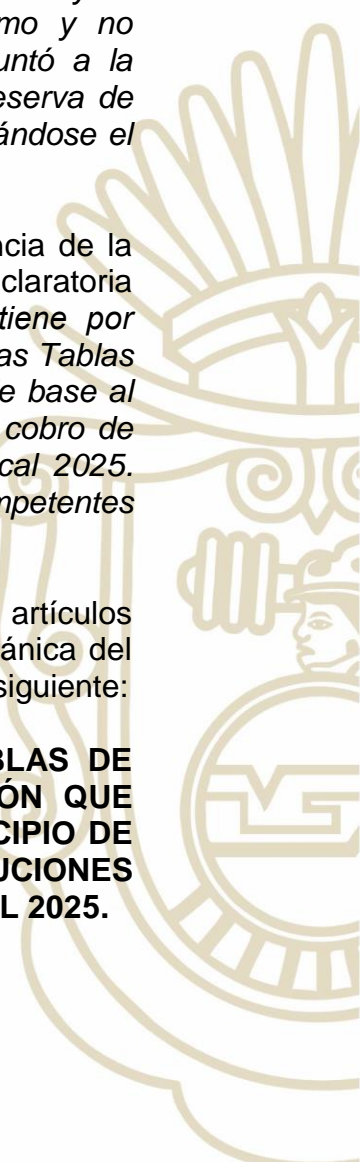 mo y no
untó a la
eserva de
ándose el
ncia de la
claratoria
tiene por
as Tablas
e base al
cobro de
cal 2025.
mpetentes
artículos
ánica del
siguiente:
BLAS DE
ÓN QUE
CIPIO DE
UCIONES
L 2025.